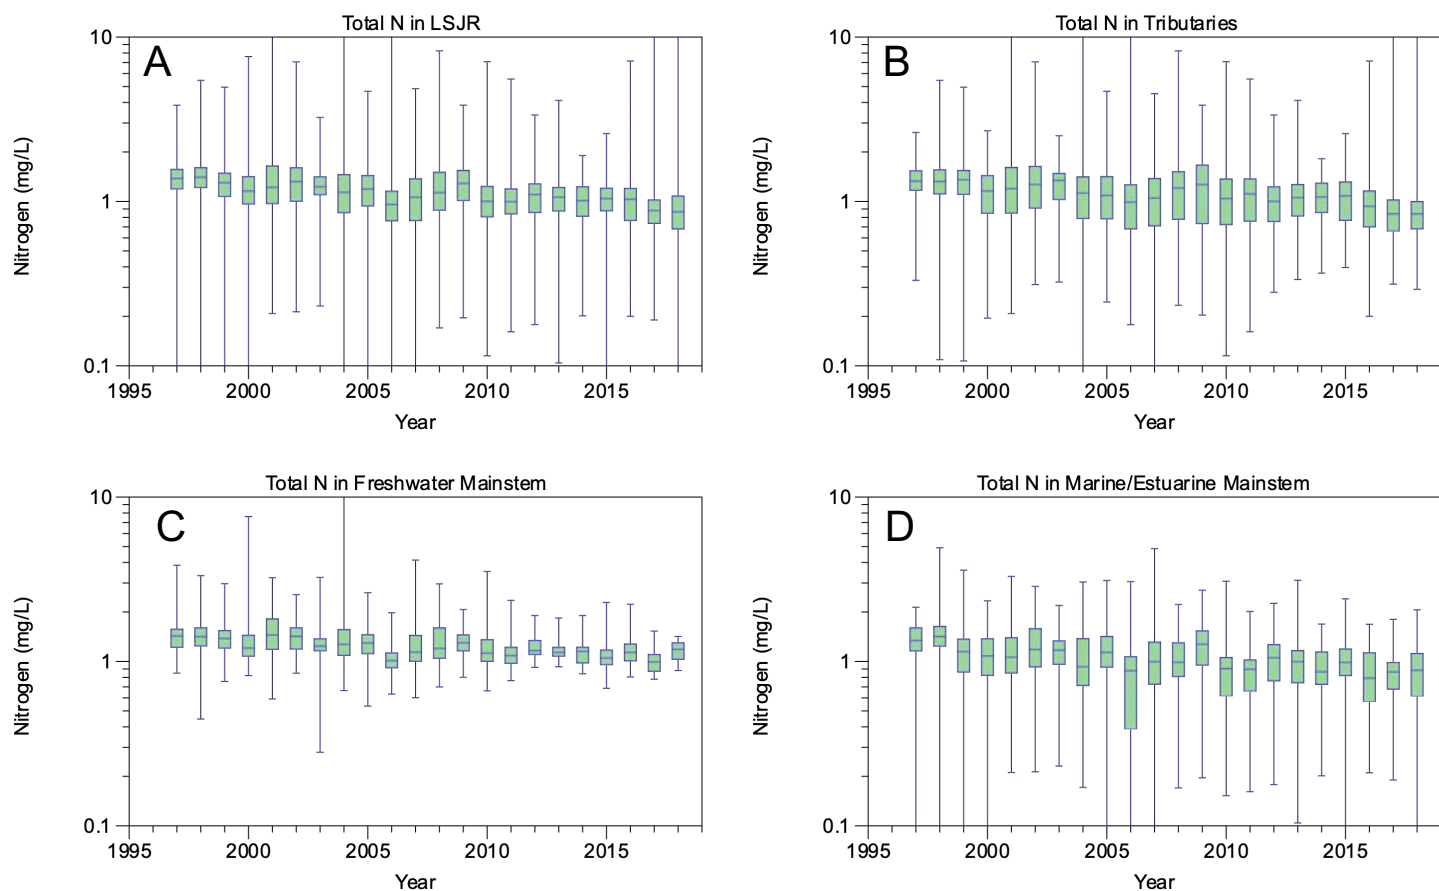 Total N in LSJR
A
10
1
0.1
Nitrogen (mg/L)
1995 2000 2005 2010 2015
Year
Total N in Tributaries
B
10
1
0.1
Nitrogen (mg/L)
1995 2000 2005 2010 2015
Year
Total N in Freshwater Mainstem
C
10
1
0.1
Nitrogen (mg/L)
1995 2000 2005 2010 2015
Year
Total N in Marine/Estuarine Mainstem
D
10
1
0.1
Nitrogen (mg/L)
1995 2000 2005 2010 2015
Year